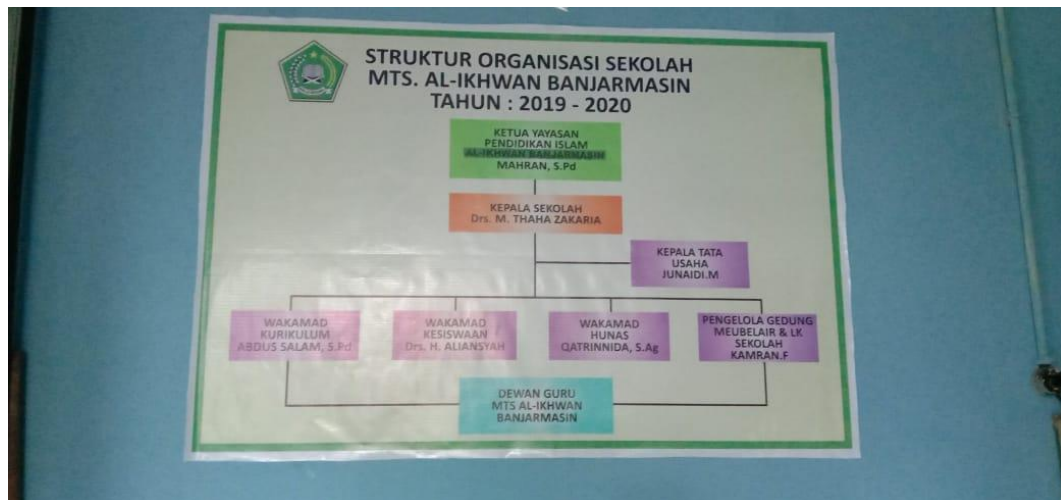 STRUKTUR ORGANISASI SEKOLAH
MTS. AL-IKHWAN BANJARMASIN
TAHUN : 2019 - 2020
KETUA YAYASAN
PENDIDIKAN ISLAM
AL-IKHWAN BANJARMASIN
MAHRAN, S.Pd
KEPALA SEKOLAH
Drs. M. THAHA ZAKARIA
KEPALA TATA
USAHA
JUNAIDI.M
WAKAMAD
KURIKULUM
ABDUS SALAM, S.Pd
WAKAMAD
KESISWAAN
Drs. H. ALIANSYAH
WAKAMAD
HUNAS
QATRINNIDA, S.Ag
PENGELOLA GEDUNG
MEUBELAIR & LK
SEKOLAH
KAMRAN.F
DEWAN GURU
MTS AL-IKHWAN
BANJARMASIN